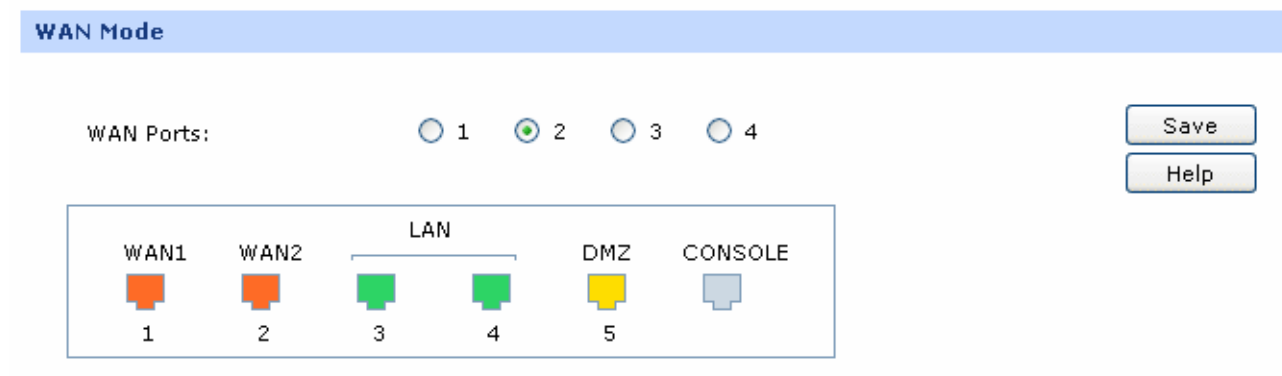 WAN Mode
WAN Ports: 1 2 3 4
Save
Help
LAN
WAN1 WAN2 DMZ CONSOLE
1 2 3 4 5